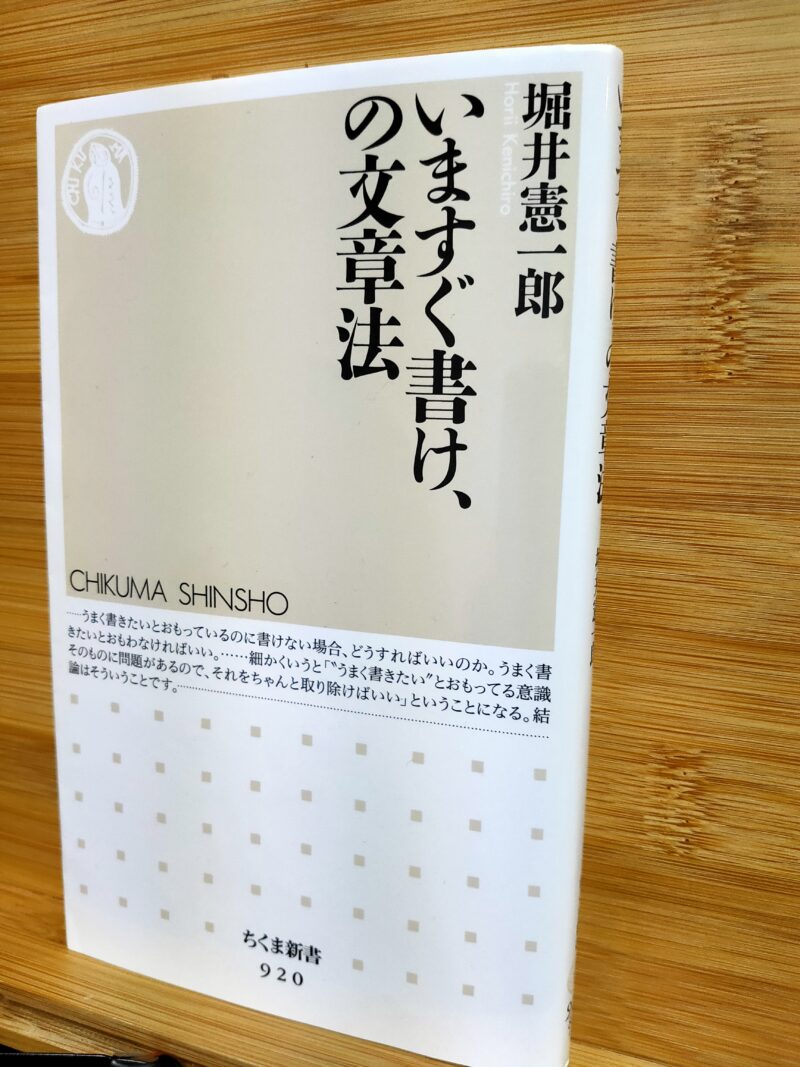 堀井憲一郎
Horii Kenichiro
いますぐ書け、
の文章法
CHIKUMA
CHIKUMA SHINSHO
……うまく書きたいとおもっているのに書けない場合、どうすればいいのか。うまく書
きたいとおもわなければいい。……細かくいうと「〝うまく書きたい〟とおもってる意識
そのものに問題があるので、それをちゃんと取り除けばいい」ということになる。結
論はそういうことです。……
ちくま新書
920